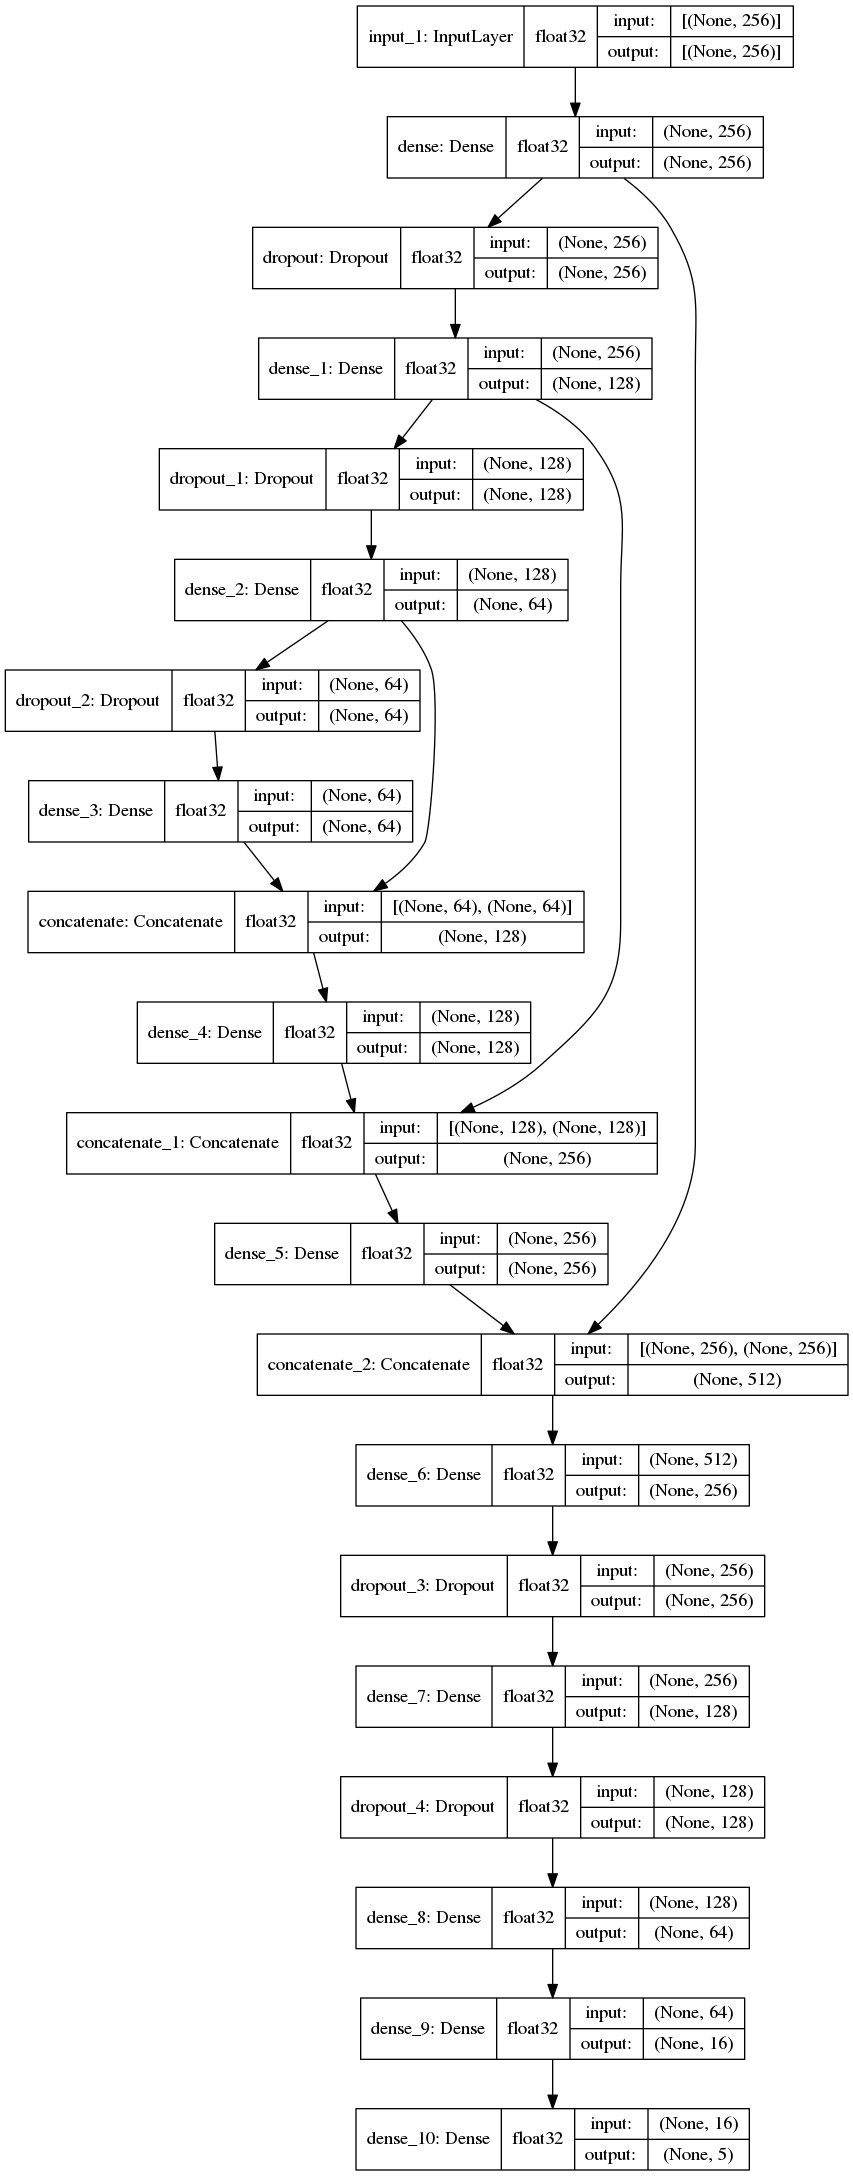 input_1: InputLayer float32 input: [(None, 256)]
output: [(None, 256)]
dense: Dense float32 input: (None, 256)
output: (None, 256)
dropout: Dropout float32 input: (None, 256)
output: (None, 256)
dense_1: Dense float32 input: (None, 256)
output: (None, 128)
dropout_1: Dropout float32 input: (None, 128)
output: (None, 128)
dense_2: Dense float32 input: (None, 128)
output: (None, 64)
dropout_2: Dropout float32 input: (None, 64)
output: (None, 64)
dense_3: Dense float32 input: (None, 64)
output: (None, 64)
concatenate: Concatenate float32 input: [(None, 64), (None, 64)]
output: (None, 128)
dense_4: Dense float32 input: (None, 128)
output: (None, 128)
concatenate_1: Concatenate float32 input: [(None, 128), (None, 128)]
output: (None, 256)
dense_5: Dense float32 input: (None, 256)
output: (None, 256)
concatenate_2: Concatenate float32 input: [(None, 256), (None, 256)]
output: (None, 512)
dense_6: Dense float32 input: (None, 512)
output: (None, 256)
dropout_3: Dropout float32 input: (None, 256)
output: (None, 256)
dense_7: Dense float32 input: (None, 256)
output: (None, 128)
dropout_4: Dropout float32 input: (None, 128)
output: (None, 128)
dense_8: Dense float32 input: (None, 128)
output: (None, 64)
dense_9: Dense float32 input: (None, 64)
output: (None, 16)
dense_10: Dense float32 input: (None, 16)
output: (None, 5)